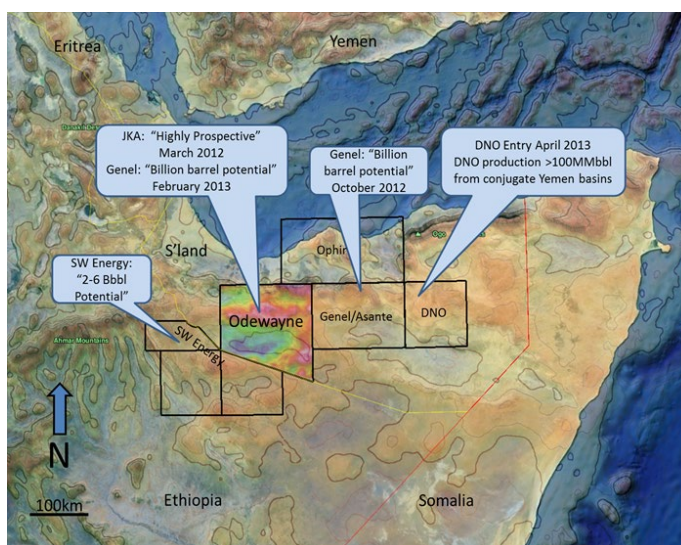 Eritrea
Yemen
JKA: “Highly Prospective”
March 2012
Genel: “Billion barrel potential”
February 2013
Genel: “Billion
barrel potential”
October 2012
DNO Entry April 2013
DNO production >100MMbbl
from conjugate Yemen basins
S'land
Ophir
SW Energy:
“2-6 Bbbl
Potential”
SW Energy
Odewayne
Genel/Asante
DNO
Ahmar Mountains
N
100km
Ethiopia
Somalia